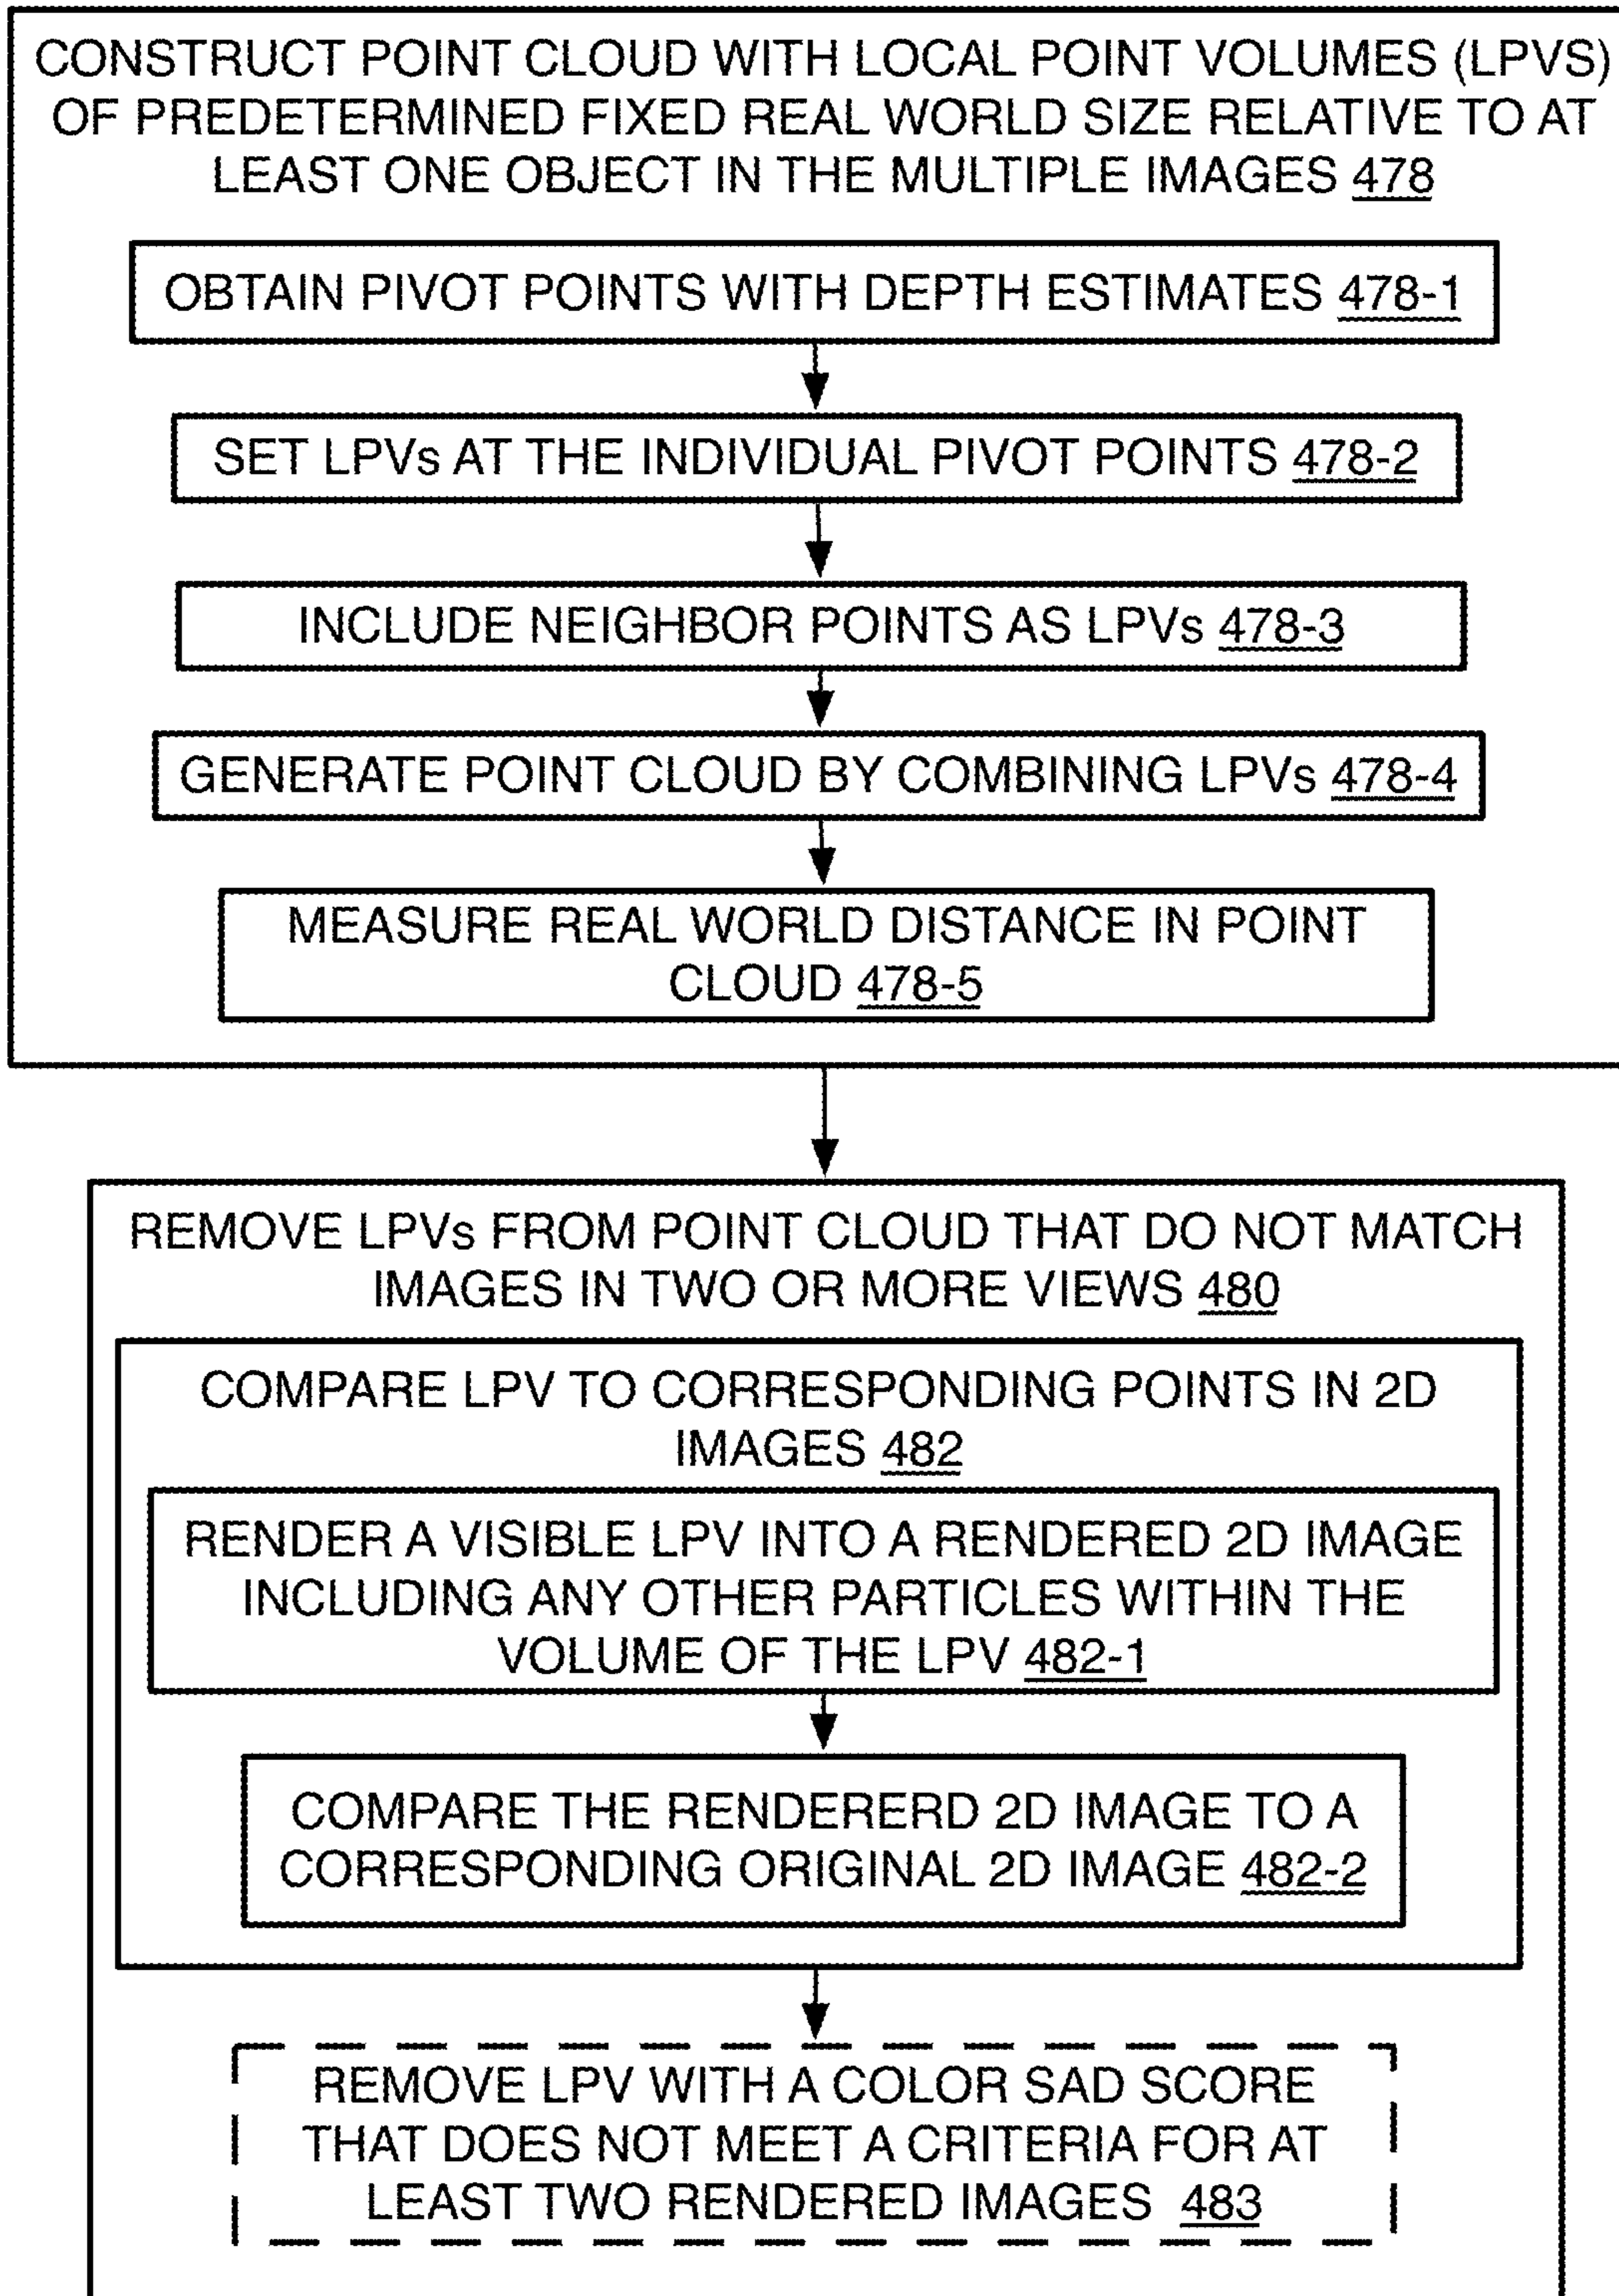 CONSTRUCT POINT CLOUD WITH LOCAL POINT VOLUMES (LPVS)
OF PREDETERMINED FIXED REAL WORLD SIZE RELATIVE TO AT
LEAST ONE OBJECT IN THE MULTIPLE IMAGES 478
OBTAIN PIVOT POINTS WITH DEPTH ESTIMATES 478-1
SET LPVs AT THE INDIVIDUAL PIVOT POINTS 478-2
INCLUDE NEIGHBOR POINTS AS LPVs 478-3
GENERATE POINT CLOUD BY COMBINING LPVs 478-4
MEASURE REAL WORLD DISTANCE IN POINT
CLOUD 478-5
REMOVE LPVs FROM POINT CLOUD THAT DO NOT MATCH
IMAGES IN TWO OR MORE VIEWS 480
COMPARE LPV TO CORRESPONDING POINTS IN 2D
IMAGES 482
RENDER A VISIBLE LPV INTO A RENDERED 2D IMAGE
INCLUDING ANY OTHER PARTICLES WITHIN THE
VOLUME OF THE LPV 482-1
COMPARE THE RENDERERD 2D IMAGE TO A
CORRESPONDING ORIGINAL 2D IMAGE 482-2
REMOVE LPV WITH A COLOR SAD SCORE
THAT DOES NOT MEET A CRITERIA FOR AT
LEAST TWO RENDERED IMAGES 483